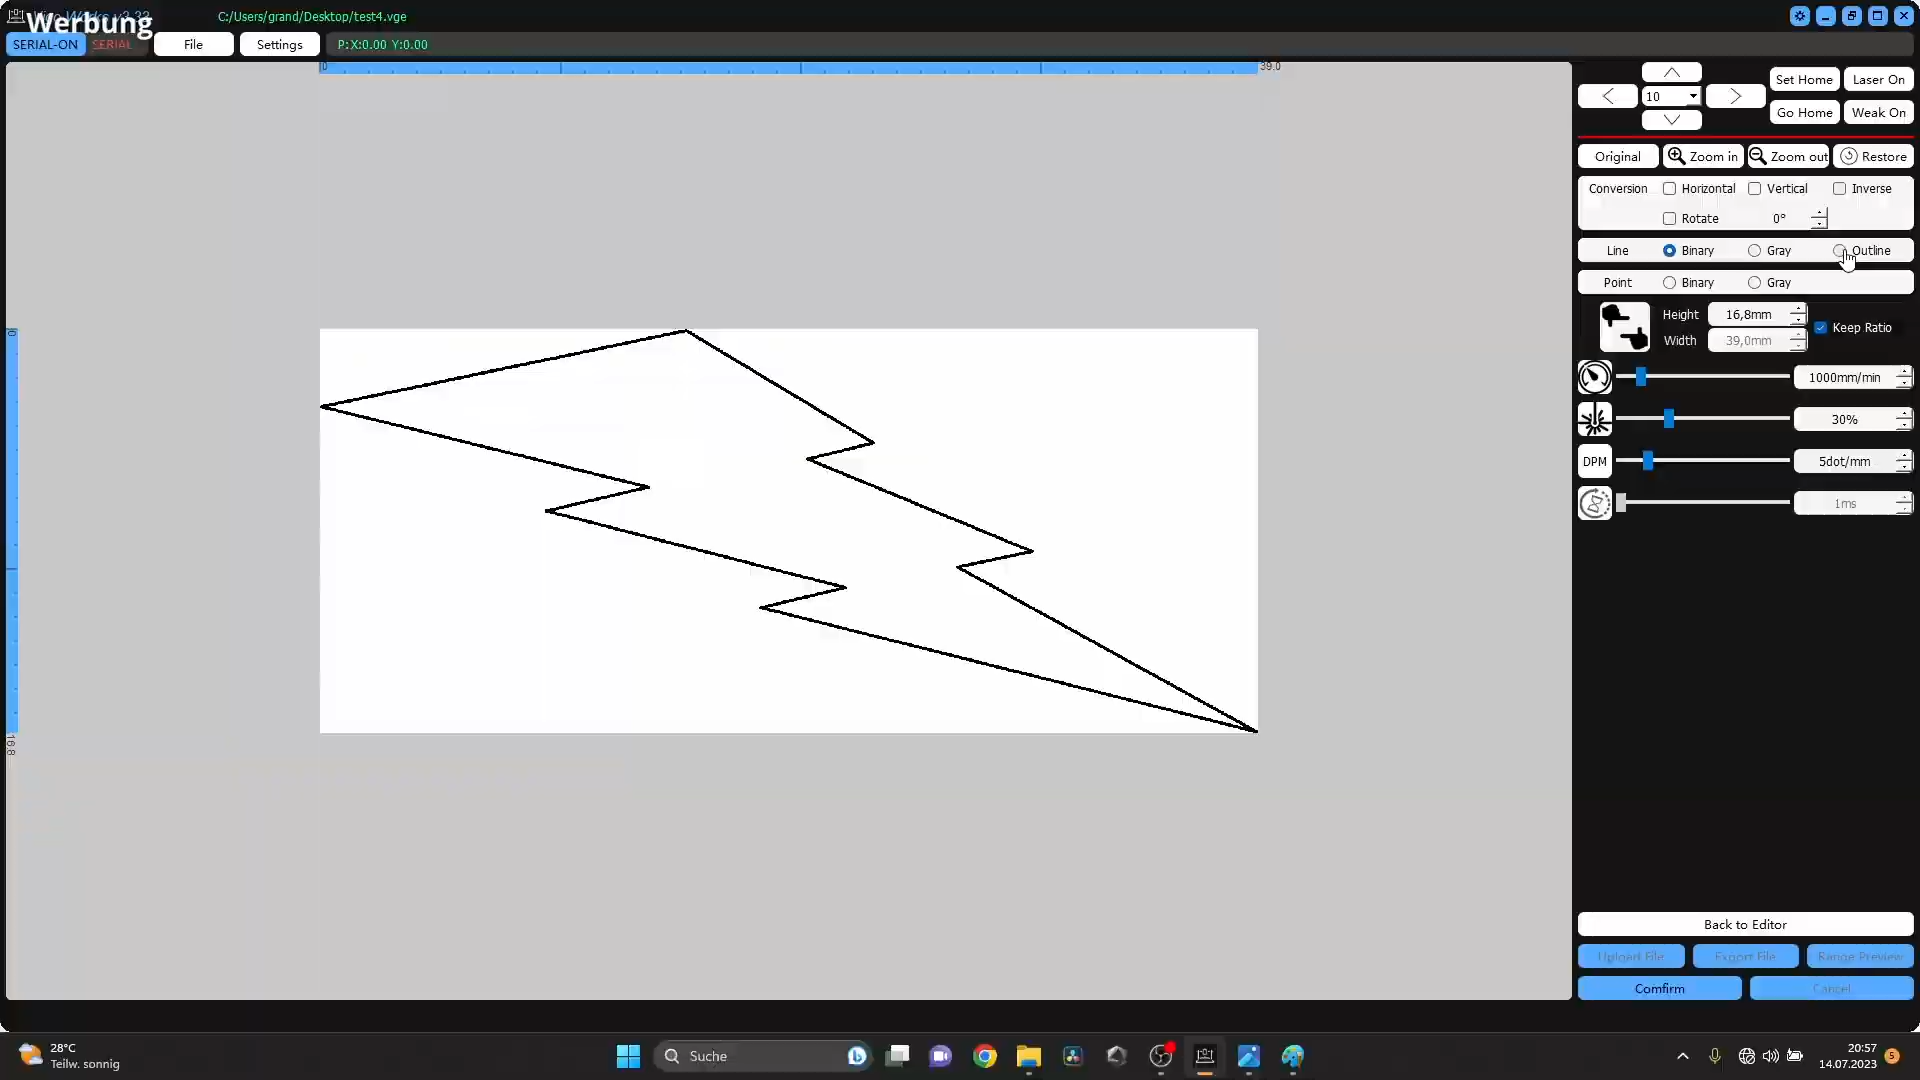 Werbung
C:/Users/grand/Desktop/test4.vge
SERIAL-ON SERIAL File Settings P:X:0.00 Y:0.00
0 39.0
10 Set Home Laser On
Go Home Weak On
Original Zoom in Zoom out Restore
Conversion Horizontal Vertical Inverse
Rotate 0°
Line Binary Gray Outline
Point Binary Gray
Height 16,8mm
Keep Ratio
Width 39,0mm
1000mm/min
30%
DPM 5dot/mm
1ms
0
16.8
Back to Editor
Upload File Export File Range Preview
Comfirm Cancel
28°C
Teilw. sonnig
Suche
20:57
14.07.2023
5